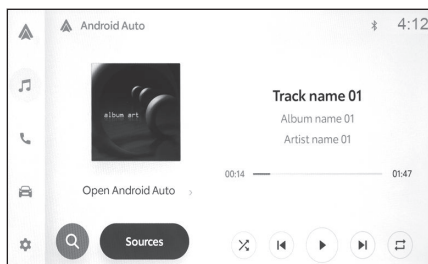 Android Auto
4:12
album art
Track name 01
Album name 01
Artist name 01
00:14
01:47
Open Android Auto
Sources